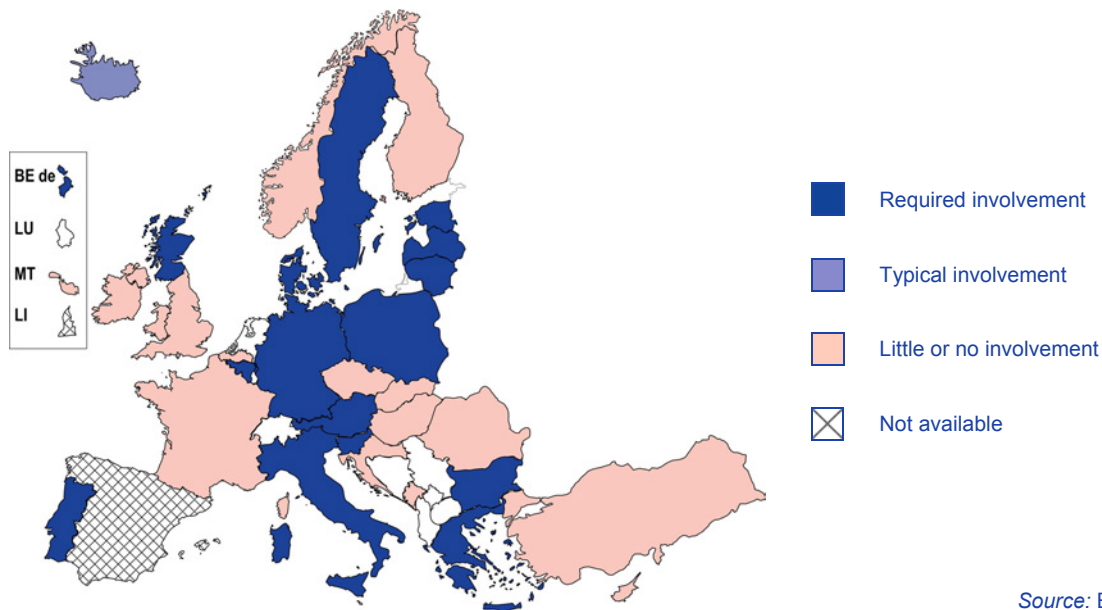 BE de
LU
MT
LI
Required involvement
Typical involvement
Little or no involvement
Not available
Source: E